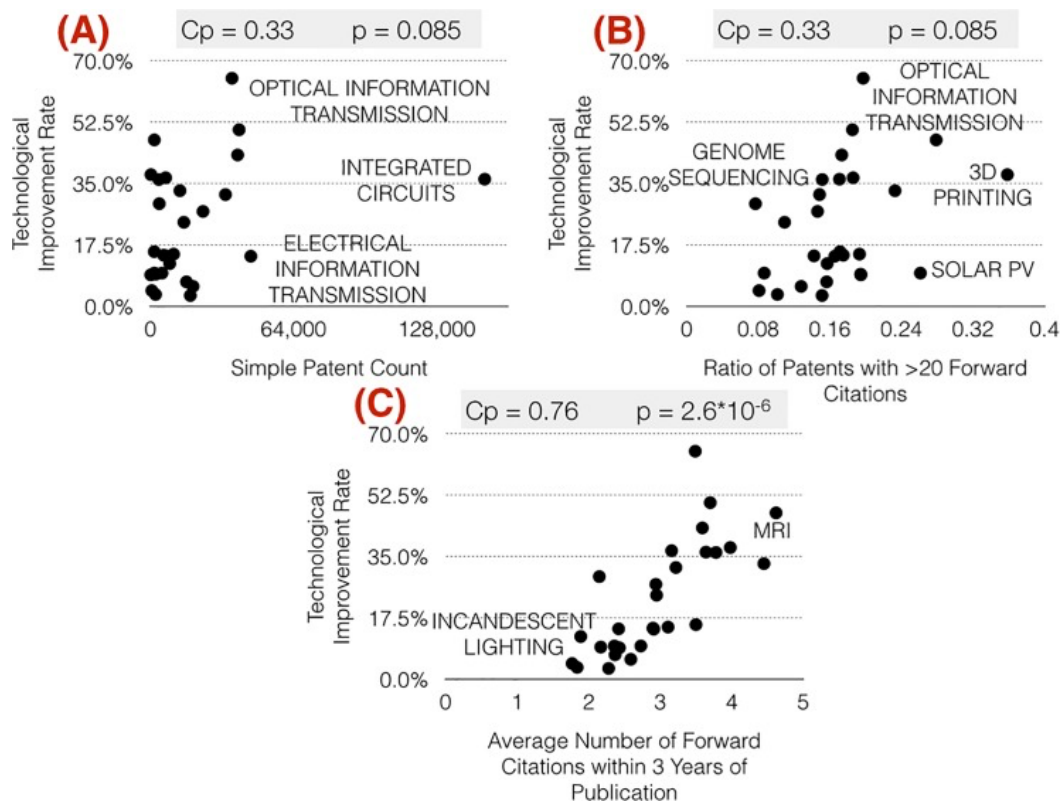 (A)
Cp = 0.33 p = 0.085
Technological
Improvement Rate
70.0%
52.5%
35.0%
17.5%
0.0%
OPTICAL INFORMATION
TRANSMISSION
INTEGRATED
CIRCUITS
ELECTRICAL
INFORMATION
TRANSMISSION
0 64,000 128,000
Simple Patent Count
(B)
Cp = 0.33 p = 0.085
Technological
Improvement Rate
70.0%
52.5%
35.0%
17.5%
0.0%
OPTICAL
INFORMATION
TRANSMISSION
GENOME
SEQUENCING
3D
PRINTING
SOLAR PV
0 0.08 0.16 0.24 0.32 0.4
Ratio of Patents with >20 Forward
Citations
(C)
Cp = 0.76 p = 2.6*10⁻⁶
Technological
Improvement Rate
70.0%
52.5%
35.0%
17.5%
0.0%
MRI
INCANDESCENT
LIGHTING
0 1 2 3 4 5
Average Number of Forward
Citations within 3 Years of
Publication